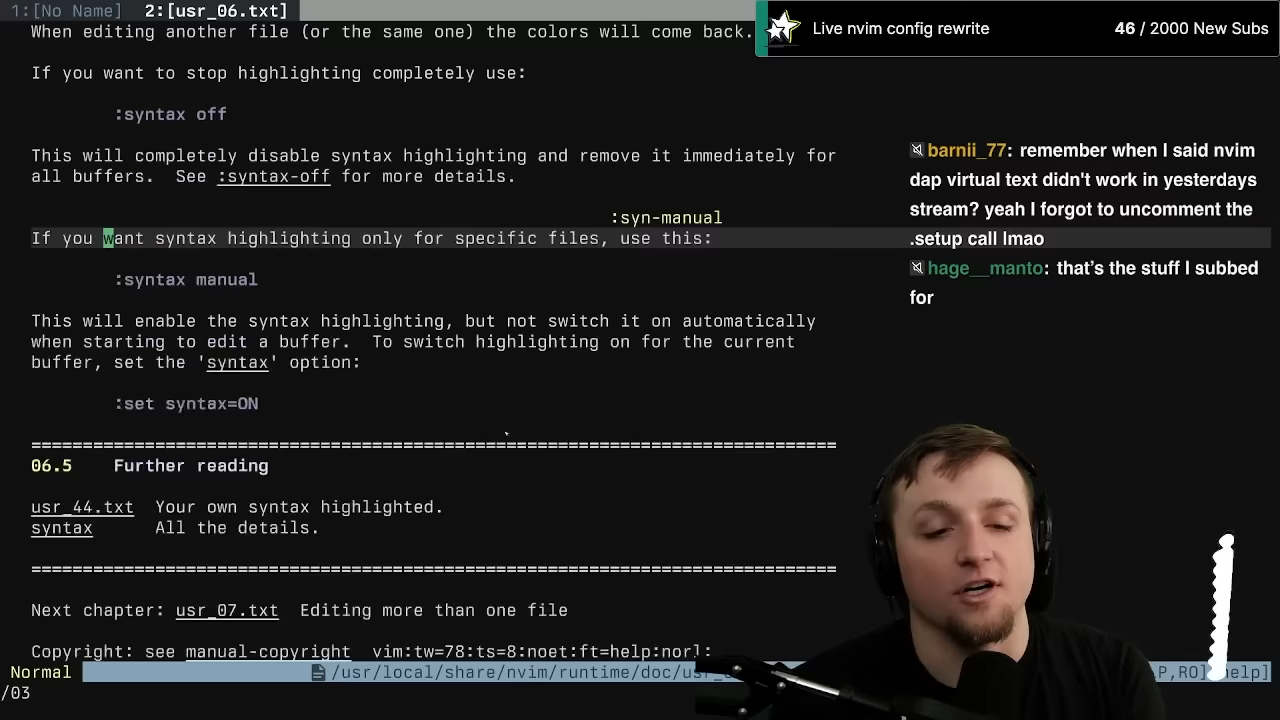 1:[No Name] 2:[usr_06.txt]
When editing another file (or the same one) the colors will come back.
Live nvim config rewrite 46 / 2000 New Subs
If you want to stop highlighting completely use:
:syntax off
This will completely disable syntax highlighting and remove it immediately for
all buffers. See :syntax-off for more details.
:syn-manual
If you want syntax highlighting only for specific files, use this:
:syntax manual
This will enable the syntax highlighting, but not switch it on automatically
when starting to edit a buffer. To switch highlighting on for the current
buffer, set the 'syntax' option:
:set syntax=ON
==============================================================================
06.5 Further reading
usr_44.txt Your own syntax highlighted.
syntax All the details.
==============================================================================
Next chapter: usr_07.txt Editing more than one file
Copyright: see manual-copyright vim:tw=78:ts=8:noet:ft=help:norl:
Normal /usr/local/share/nvim/runtime/doc/usr_
/03
barnii_77: remember when I said nvim
dap virtual text didn't work in yesterdays
stream? yeah I forgot to uncomment the
.setup call lmao
hage__manto: that's the stuff I subbed
for